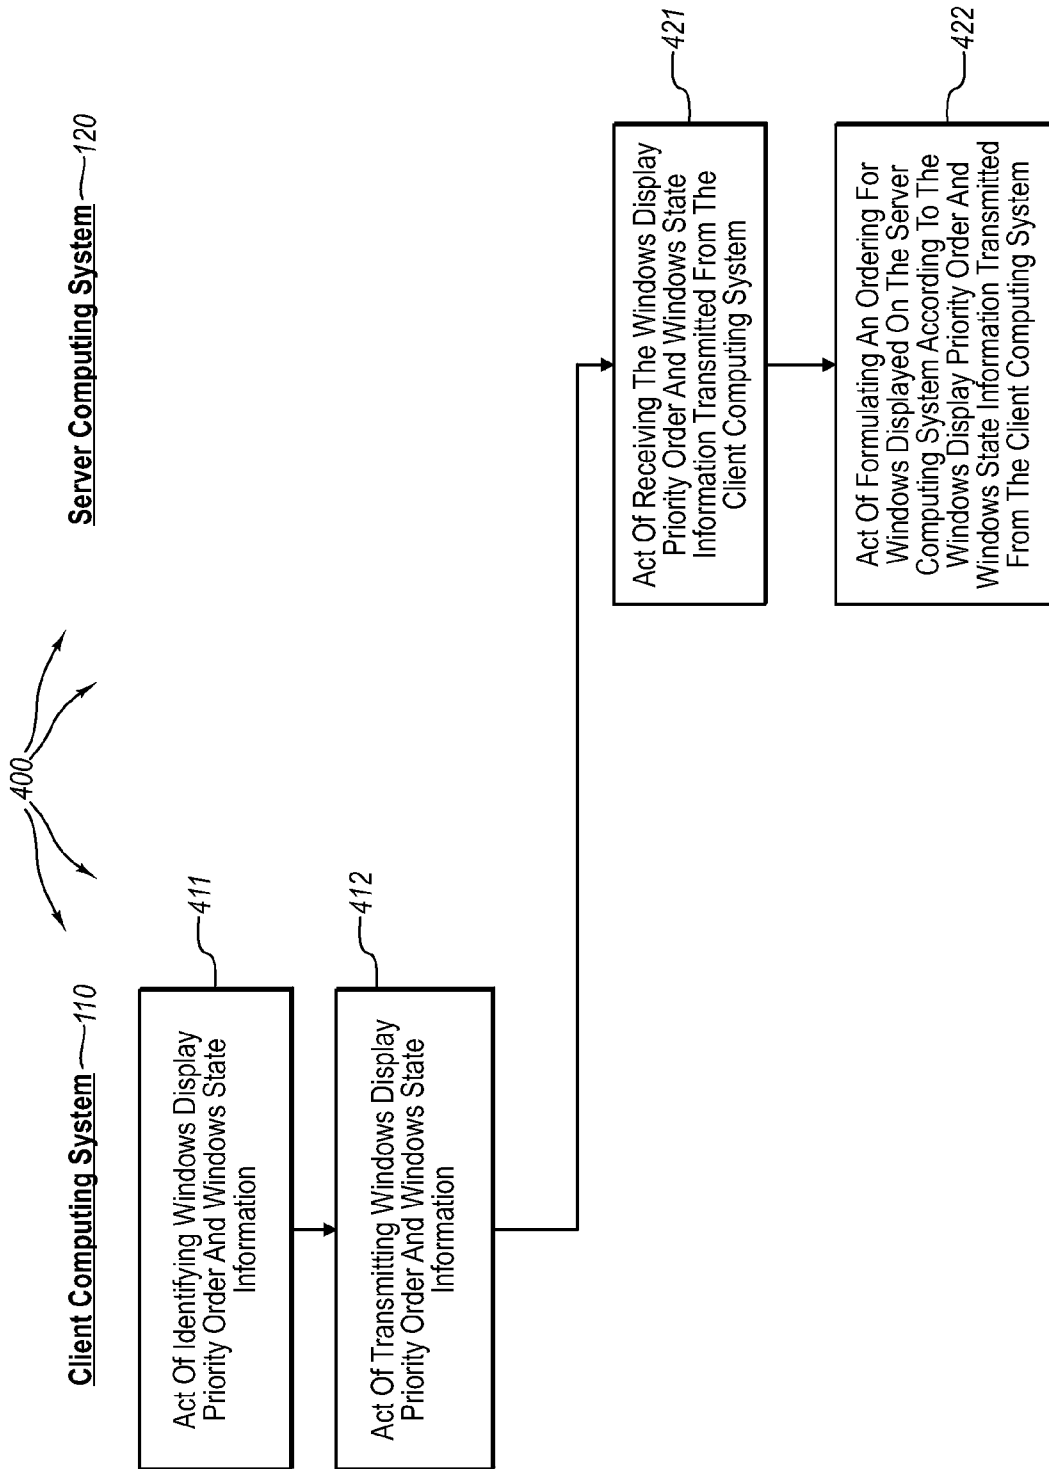 400
Client Computing System 110
Server Computing System 120
Act Of Identifying Windows Display
Priority Order And Windows State
Information
411
Act Of Transmitting Windows Display
Priority Order And Windows State
Information
412
Act Of Receiving The Windows Display
Priority Order And Windows State
Information Transmitted From The
Client Computing System
421
Act Of Formulating An Ordering For
Windows Displayed On The Server
Computing System According To The
Windows Display Priority Order And
Windows State Information Transmitted
From The Client Computing System
422